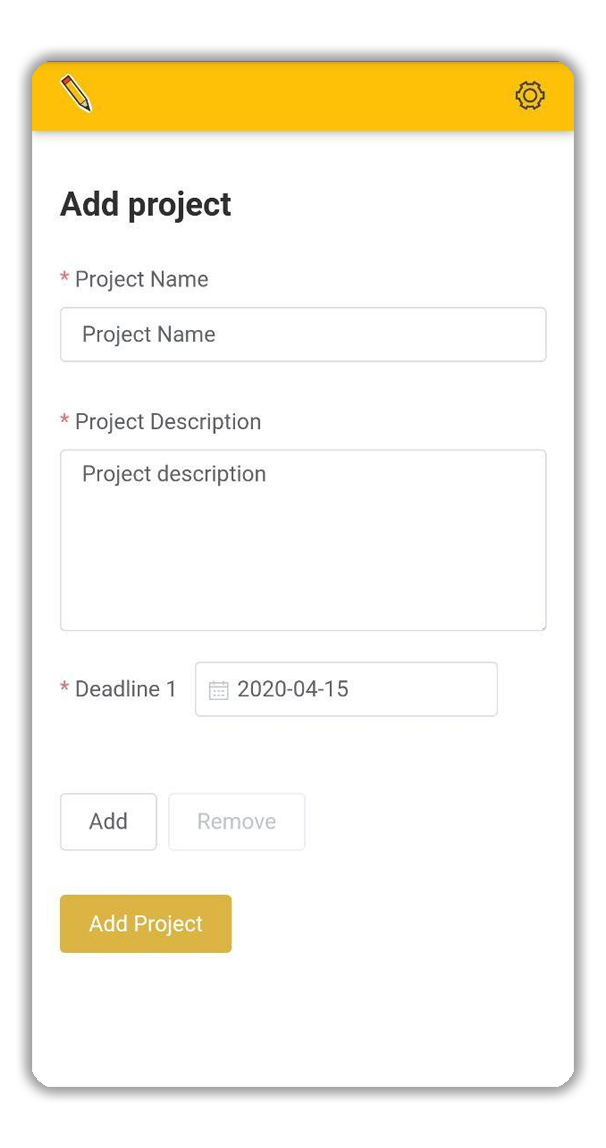 Add project
* Project Name
Project Name
* Project Description
Project description
* Deadline 1 2020-04-15
Add Remove
Add Project